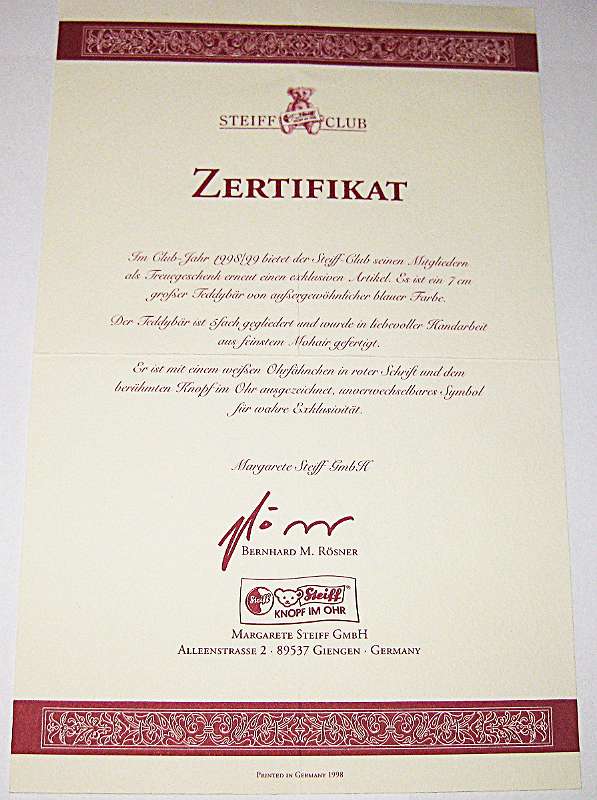 STEIFF CLUB
ZERTIFIKAT
Im Club-Jahr 1998/99 bietet der Steiff-Club seinen Mitgliedern
als Treuegeschenk erneut einen exklusiven Artikel. Es ist ein 7 cm
großer Teddybär von außergewöhnlicher blauer Farbe.
Der Teddybär ist 5fach gegliedert und wurde in liebevoller Handarbeit
aus feinstem Mohair gefertigt.
Er ist mit einem weißen Ohrfähnchen in roter Schrift und dem
berühmten Knopf im Ohr ausgezeichnet, unverwechselbares Symbol
für wahre Exklusivität.
Margarete Steiff GmbH
BERNHARD M. RÖSNER
Steiff Steiff®
KNOPF IM OHR
MARGARETE STEIFF GMBH
ALLEENSTRASSE 2 · 89537 GIENGEN · GERMANY
PRINTED IN GERMANY 1998